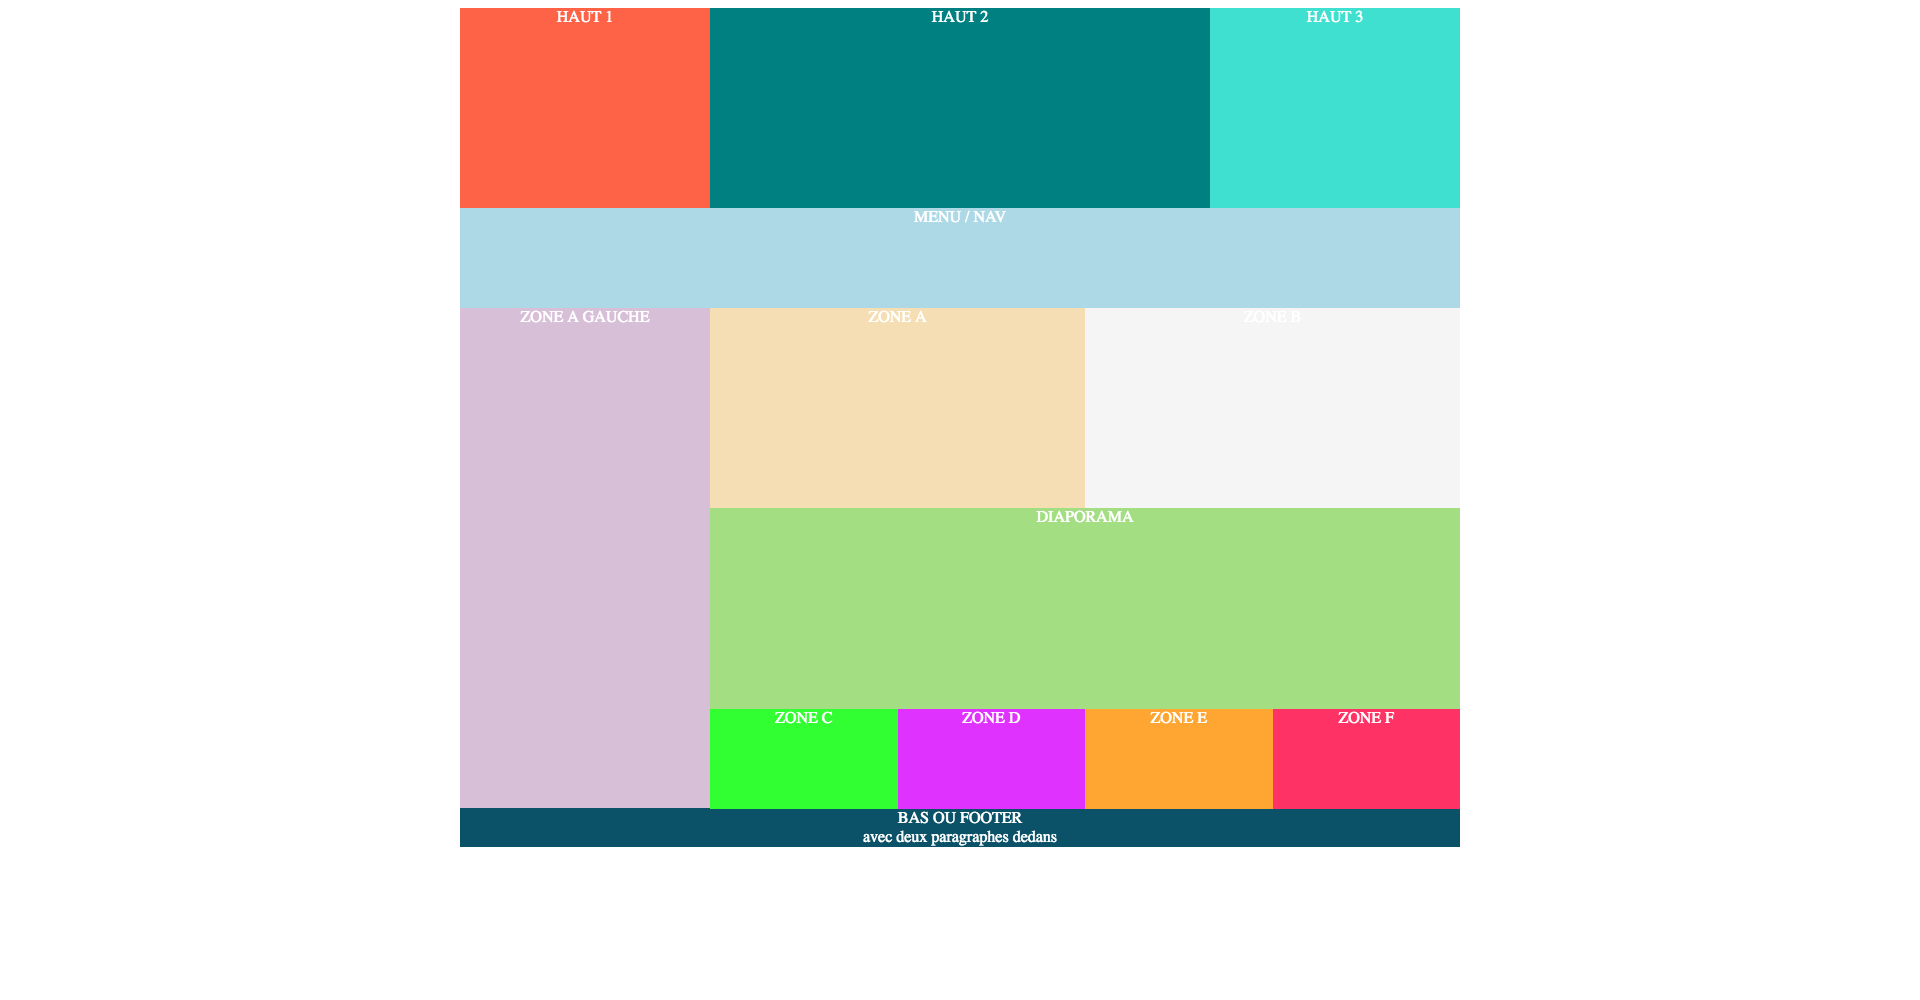 HAUT 1
HAUT 2
HAUT 3
MENU / NAV
ZONE A GAUCHE
ZONE A
ZONE B
DIAPORAMA
ZONE C
ZONE D
ZONE E
ZONE F
BAS OU FOOTER
avec deux paragraphes dedans